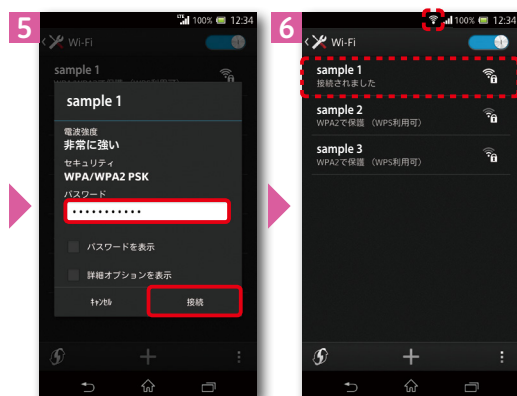 5
LTE 100% 12:34
Wi-Fi
sample 1
sample 1
電波強度
非常に強い
セキュリティ
WPA/WPA2 PSK
パスワード
•••••••••••
パスワードを表示
詳細オプションを表示
ｷｬﾝｾﾙ 接続
6
100% 12:34
Wi-Fi
sample 1
接続されました
sample 2
WPA2で保護 （WPS利用可）
sample 3
WPA2で保護 （WPS利用可）